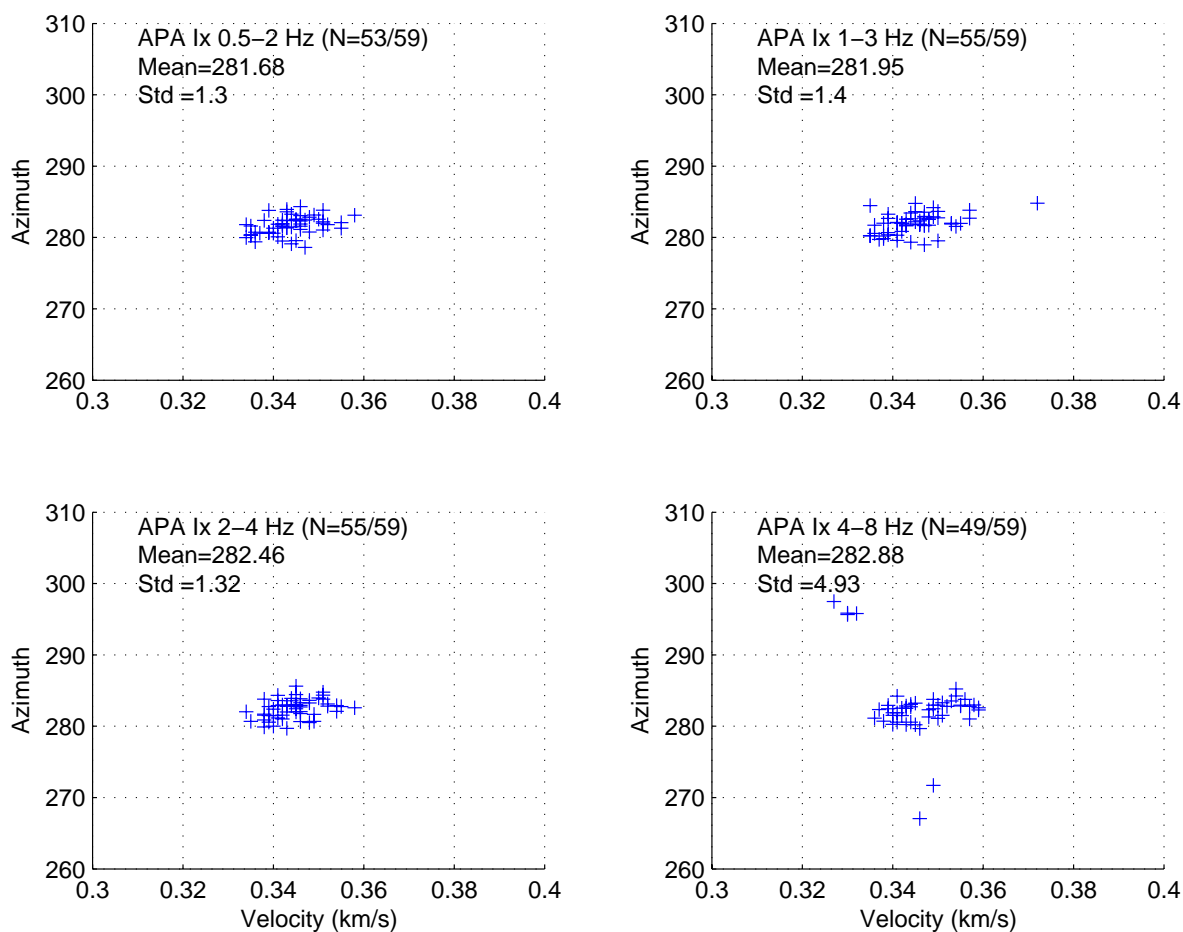 310
300
290
280
270
260
Azimuth
APA Ix 0.5−2 Hz (N=53/59)
Mean=281.68
Std =1.3
0.3 0.32 0.34 0.36 0.38 0.4
310
300
290
280
270
260
Azimuth
APA Ix 1−3 Hz (N=55/59)
Mean=281.95
Std =1.4
0.3 0.32 0.34 0.36 0.38 0.4
310
300
290
280
270
260
Azimuth
APA Ix 2−4 Hz (N=55/59)
Mean=282.46
Std =1.32
0.3 0.32 0.34 0.36 0.38 0.4
Velocity (km/s)
310
300
290
280
270
260
Azimuth
APA Ix 4−8 Hz (N=49/59)
Mean=282.88
Std =4.93
0.3 0.32 0.34 0.36 0.38 0.4
Velocity (km/s)